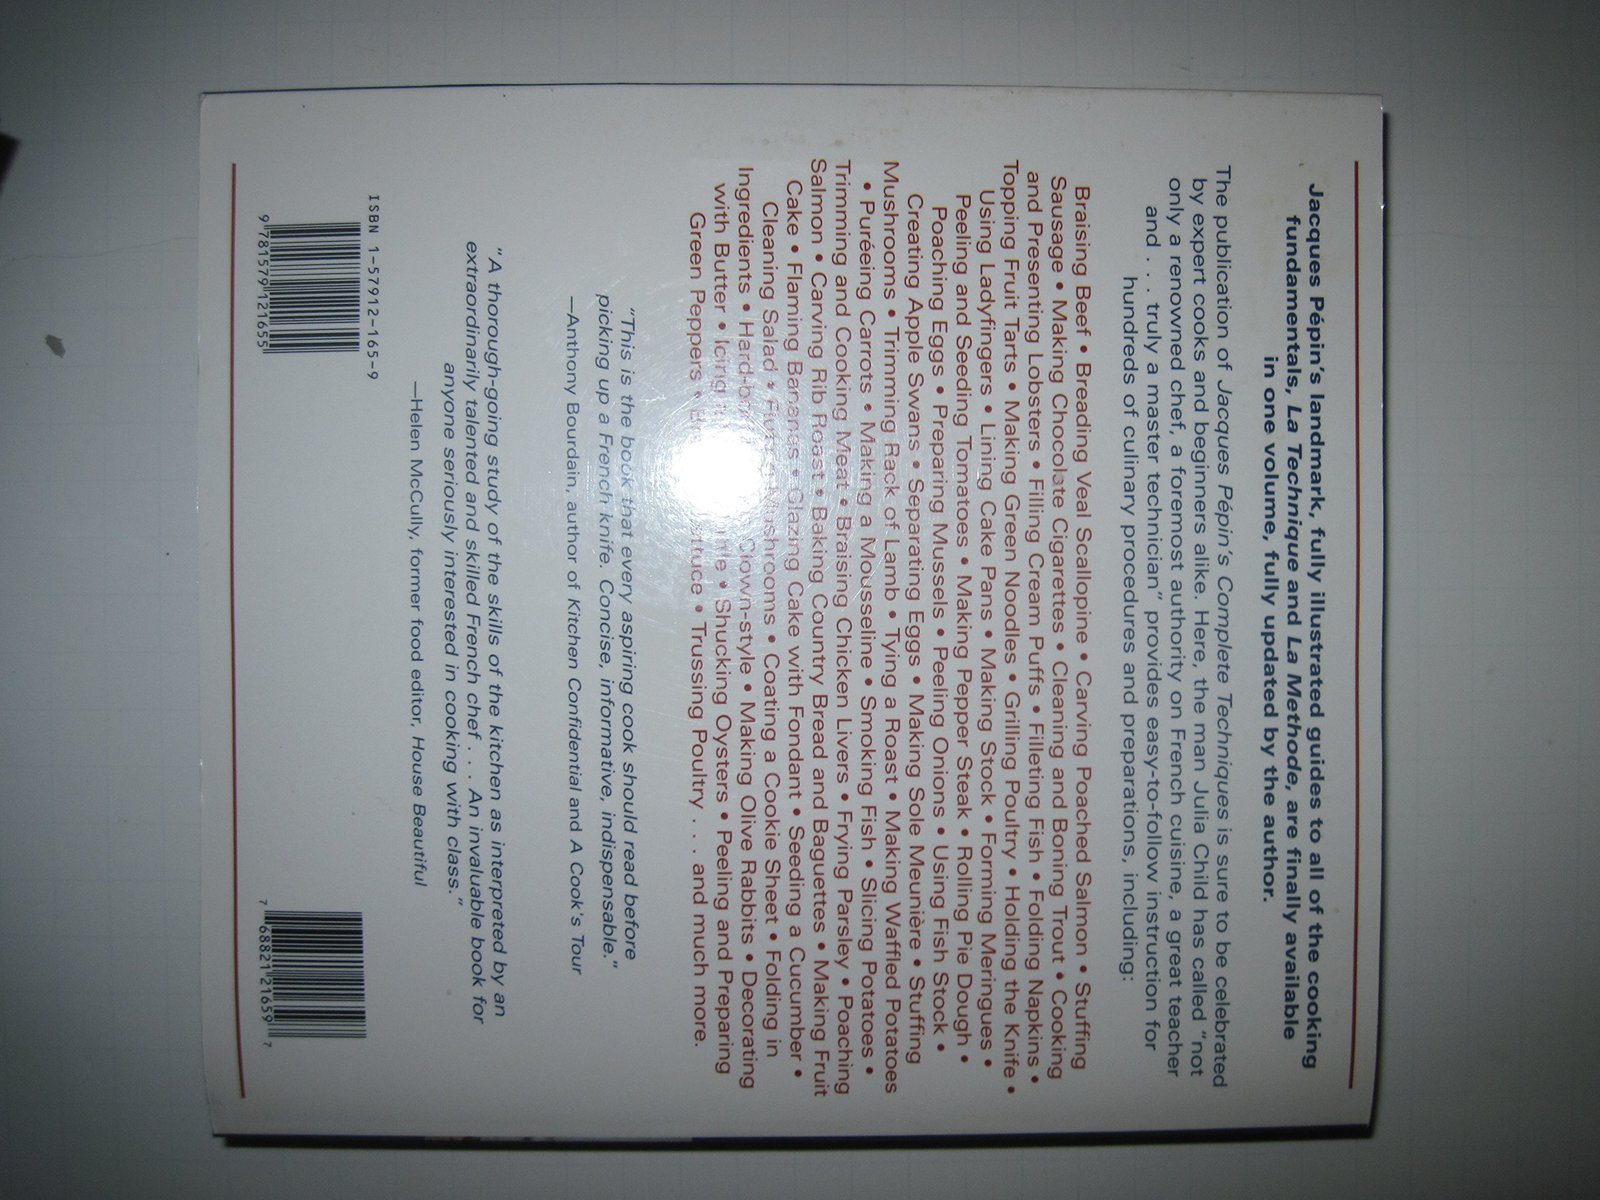 Jacques Pépin's landmark, fully illustrated guides to all of the cooking
fundamentals, La Technique and La Methode, are finally available
in one volume, fully updated by the author.
The publication of Jacques Pépin's Complete Techniques is sure to be celebrated
by expert cooks and beginners alike. Here, the man Julia Child has called "not
only a renowned chef, a foremost authority on French cuisine, a great teacher
and . . . truly a master technician" provides easy-to-follow instruction for
hundreds of culinary procedures and preparations, including:
Braising Beef • Breading Veal Scallopine • Carving Poached Salmon • Stuffing
Sausage • Making Chocolate Cigarettes • Cleaning and Boning Trout • Cooking
and Presenting Lobsters • Filling Cream Puffs • Filleting Fish • Folding Napkins •
Topping Fruit Tarts • Making Green Noodles • Grilling Poultry • Holding the Knife •
Using Ladyfingers • Lining Cake Pans • Making Stock • Forming Meringues •
Peeling and Seeding Tomatoes • Making Pepper Steak • Rolling Pie Dough •
Poaching Eggs • Preparing Mussels • Peeling Onions • Using Fish Stock •
Creating Apple Swans • Separating Eggs • Making Sole Meunière • Stuffing
Mushrooms • Trimming Rack of Lamb • Tying a Roast • Making Waffled Potatoes
• Puréeing Carrots • Making a Mousseline • Smoking Fish • Slicing Potatoes •
Trimming and Cooking Meat • Braising Chicken Livers • Frying Parsley • Poaching
Salmon • Carving Rib Roast • Baking Country Bread and Baguettes • Making Fruit
Cake • Flaming Bananas • Glazing Cake with Fondant • Seeding a Cucumber •
Cleaning Salad • Fluting Mushrooms • Coating a Cookie Sheet • Folding in
Ingredients • Clown-style • Making Olive Rabbits • Decorating
with Butter • Icing • Shucking Oysters • Peeling and Preparing
Green Peppers • • Trussing Poultry . . . and much more.
"This is the book that every aspiring cook should read before
picking up a French knife. Concise, informative, indispensable."
—Anthony Bourdain, author of Kitchen Confidential and A Cook's Tour
"A thorough-going study of the skills of the kitchen as interpreted by an
extraordinarily talented and skilled French chef . . . An invaluable book for
anyone seriously interested in cooking with class."
—Helen McCully, former food editor, House Beautiful
ISBN 1-57912-165-9
9 781579 121655
7 68821 21659 7